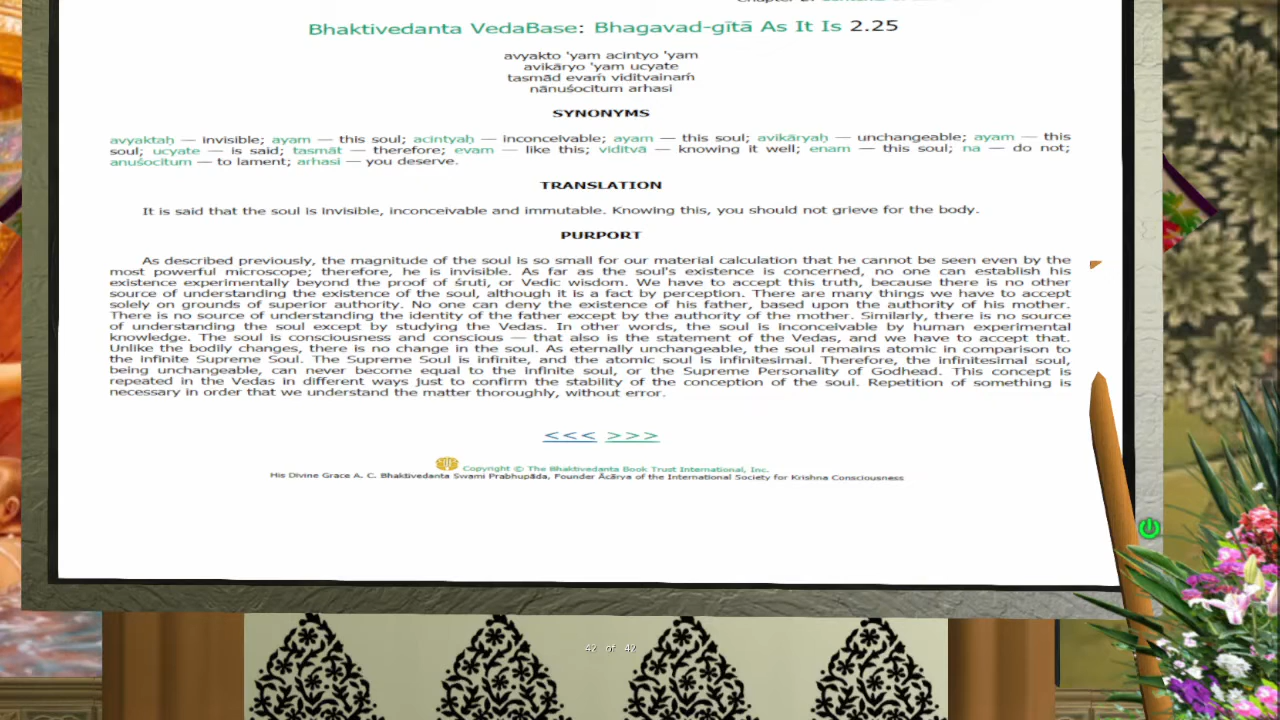 Bhaktivedanta VedaBase: Bhagavad-gītā As It Is 2.25
avyakto 'yam acintyo 'yam
avikāryo 'yam ucyate
tasmād evaṁ viditvainaṁ
nānuśocitum arhasi
SYNONYMS
avyaktaḥ — invisible; ayam — this soul; acintyaḥ — inconceivable; ayam — this soul; avikāryaḥ — unchangeable; ayam — this
soul; ucyate — is said; tasmāt — therefore; evam — like this; viditvā — knowing it well; enam — this soul; na — do not;
anuśocitum — to lament; arhasi — you deserve.
TRANSLATION
It is said that the soul is invisible, inconceivable and immutable. Knowing this, you should not grieve for the body.
PURPORT
As described previously, the magnitude of the soul is so small for our material calculation that he cannot be seen even by the
most powerful microscope; therefore, he is invisible. As far as the soul's existence is concerned, no one can establish his
existence experimentally beyond the proof of śruti, or Vedic wisdom. We have to accept this truth, because there is no other
source of understanding the existence of the soul, although it is a fact by perception. There are many things we have to accept
solely on grounds of superior authority. No one can deny the existence of his father, based upon the authority of his mother.
There is no source of understanding the identity of the father except by the authority of the mother. Similarly, there is no source
of understanding the soul except by studying the Vedas. In other words, the soul is inconceivable by human experimental
knowledge. The soul is consciousness and conscious — that also is the statement of the Vedas, and we have to accept that.
Unlike the bodily changes, there is no change in the soul. As eternally unchangeable, the soul remains atomic in comparison to
the infinite Supreme Soul. The Supreme Soul is infinite, and the atomic soul is infinitesimal. Therefore, the infinitesimal soul,
being unchangeable, can never become equal to the infinite soul, or the Supreme Personality of Godhead. This concept is
repeated in the Vedas in different ways just to confirm the stability of the conception of the soul. Repetition of something is
necessary in order that we understand the matter thoroughly, without error.
<<< >>>
Copyright © The Bhaktivedanta Book Trust International, Inc.
His Divine Grace A. C. Bhaktivedanta Swami Prabhupāda, Founder Ācārya of the International Society for Krishna Consciousness
42 of 42